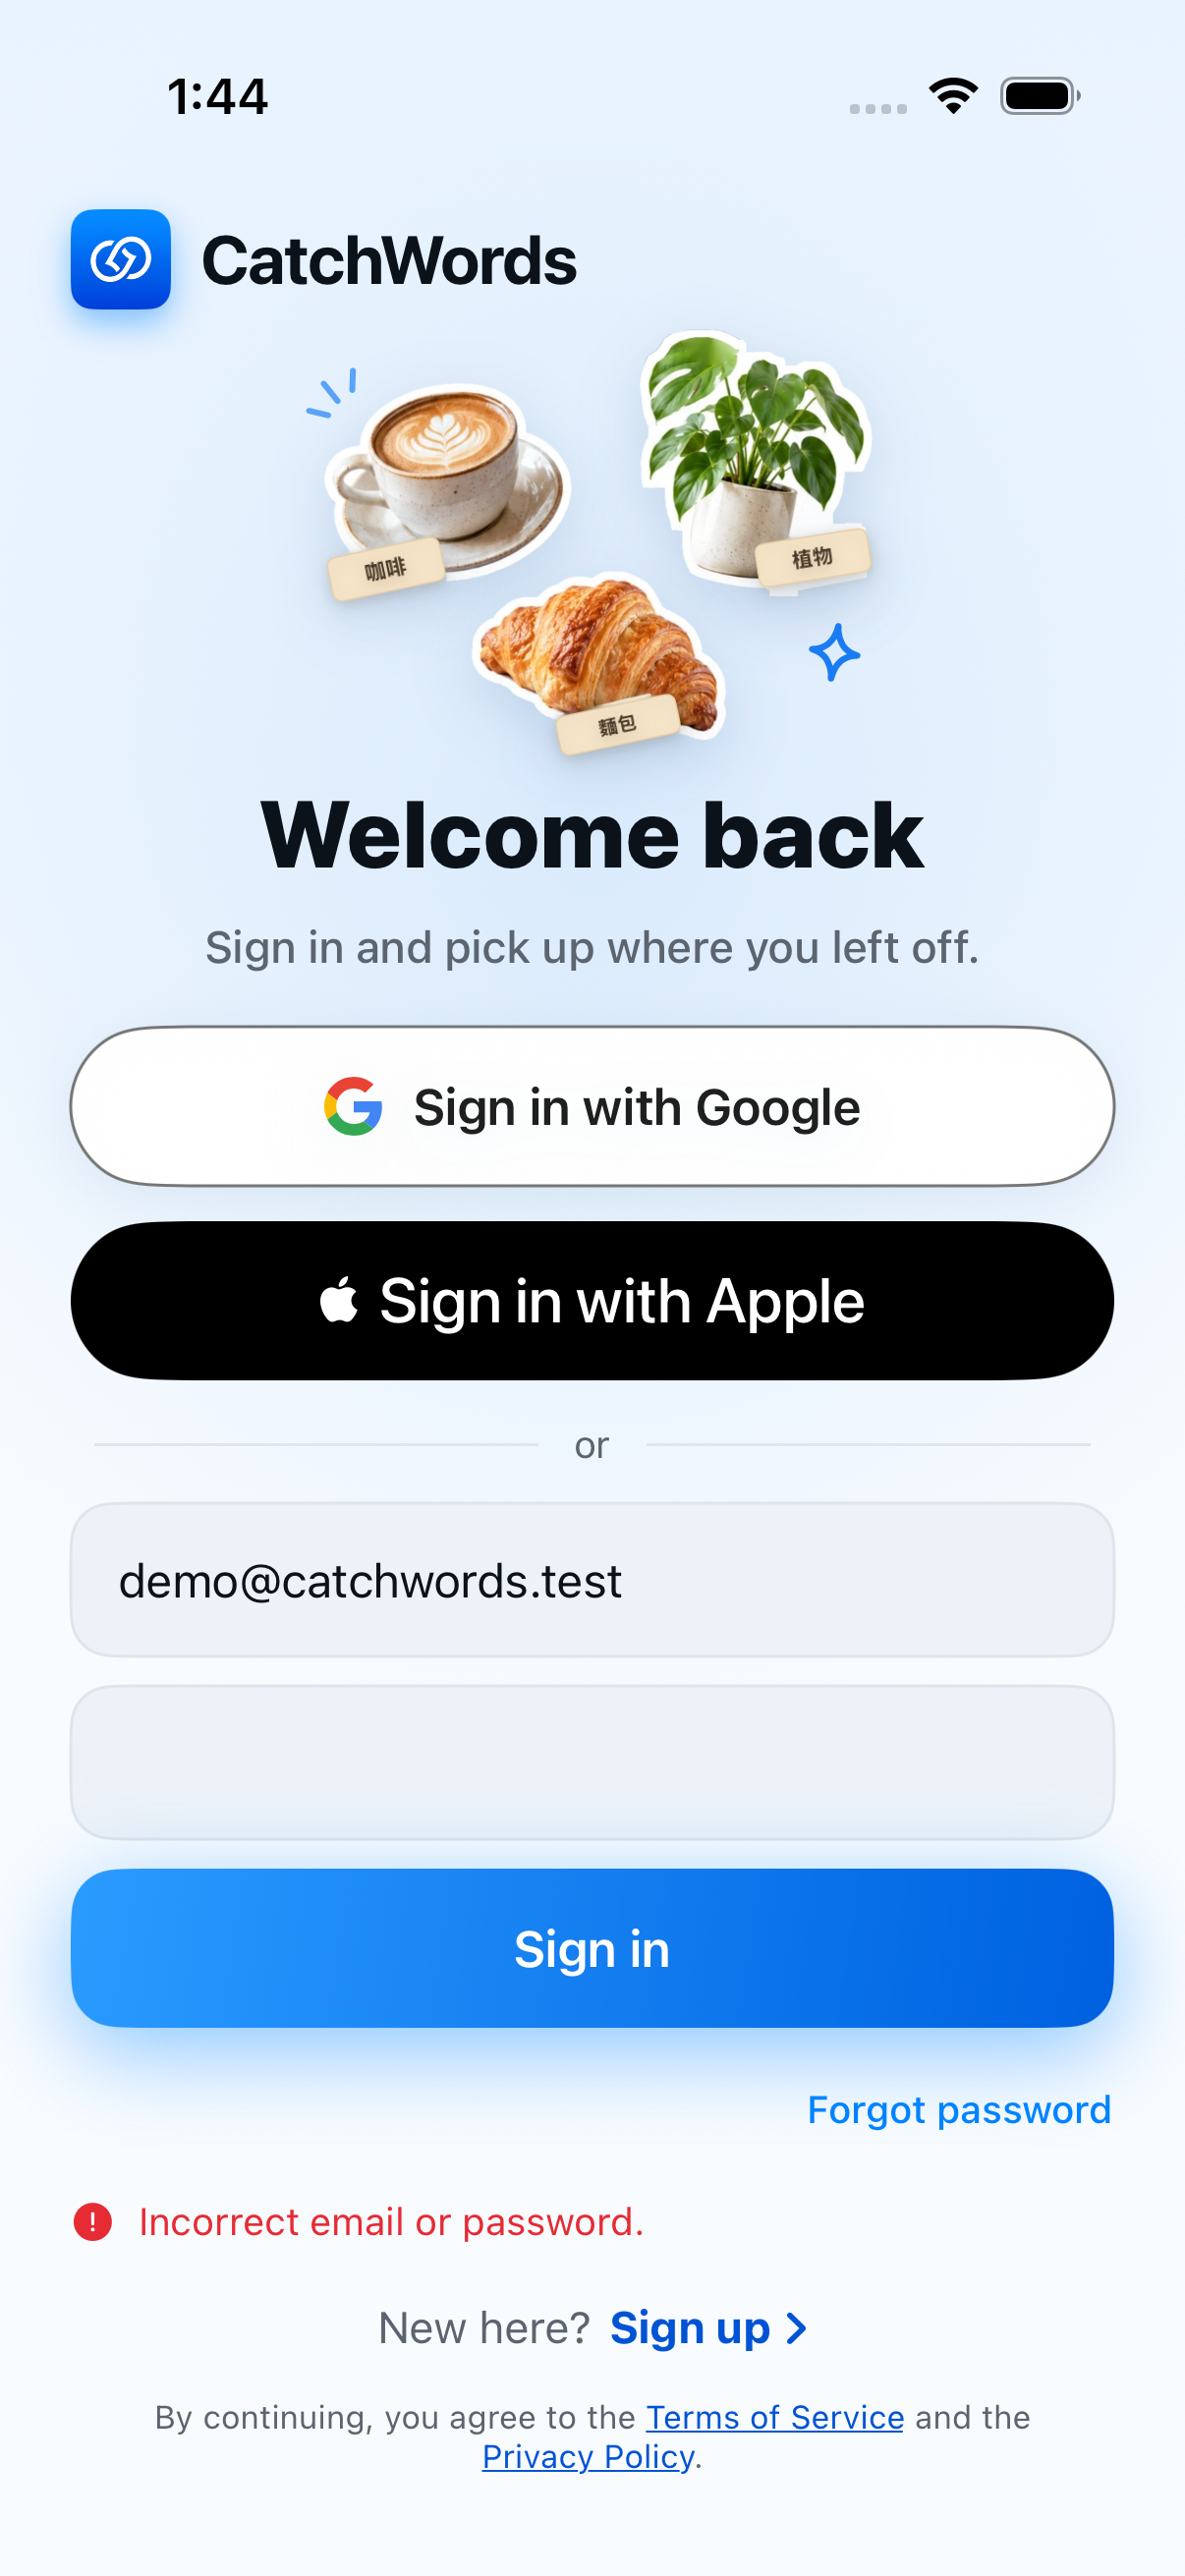 1:44
CatchWords
咖啡
植物
麵包
Welcome back
Sign in and pick up where you left off.
Sign in with Google
Sign in with Apple
or
demo@catchwords.test
Sign in
Forgot password
Incorrect email or password.
New here? Sign up
By continuing, you agree to the Terms of Service and the
Privacy Policy.